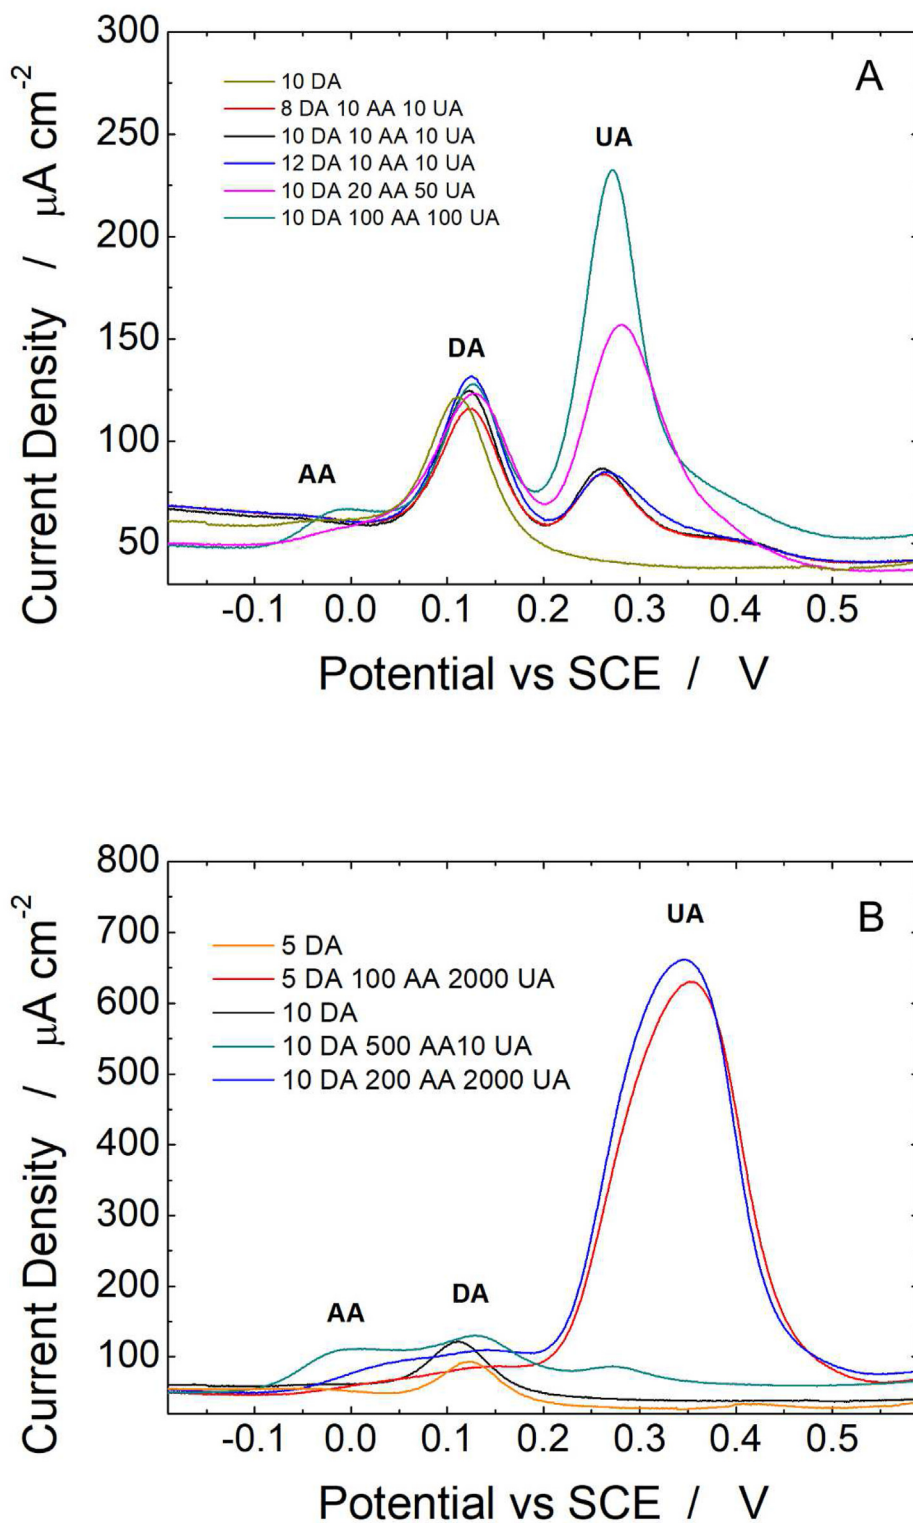 A
10 DA
8 DA 10 AA 10 UA
10 DA 10 AA 10 UA
12 DA 10 AA 10 UA
10 DA 20 AA 50 UA
10 DA 100 AA 100 UA
UA
DA
AA
300
250
200
150
100
50
Current Density / μA cm-2
-0.1 0.0 0.1 0.2 0.3 0.4 0.5
Potential vs SCE / V
B
UA
5 DA
5 DA 100 AA 2000 UA
10 DA
10 DA 500 AA10 UA
10 DA 200 AA 2000 UA
AA
DA
800
700
600
500
400
300
200
100
Current Density / μA cm-2
-0.1 0.0 0.1 0.2 0.3 0.4 0.5
Potential vs SCE / V